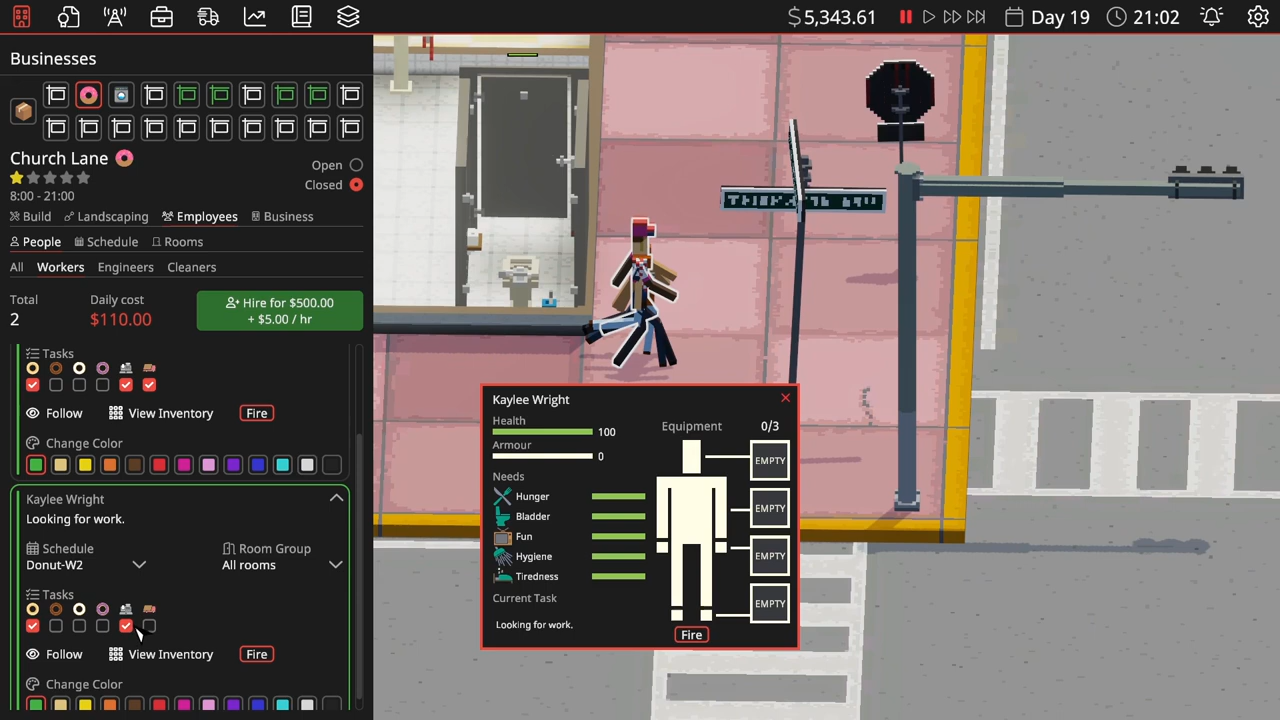 $5,343.61
Day 19
21:02
Businesses
Church Lane
Open
Closed
8:00 - 21:00
Build
Landscaping
Employees
Business
People
Schedule
Rooms
All
Workers
Engineers
Cleaners
Total
2
Daily cost
$110.00
Hire for $500.00
+ $5.00 / hr
Tasks
Follow
View Inventory
Fire
Change Color
Kaylee Wright
Looking for work.
Schedule
Donut-W2
Room Group
All rooms
Tasks
Follow
View Inventory
Fire
Change Color
Kaylee Wright
Health
100
Armour
0
Equipment
0/3
Needs
Hunger
Bladder
Fun
Hygiene
Tiredness
EMPTY
EMPTY
EMPTY
EMPTY
Current Task
Looking for work.
Fire